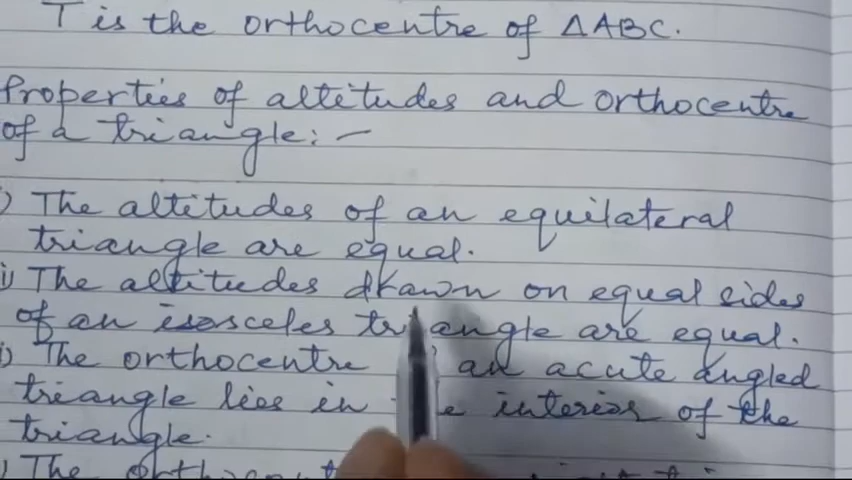 T is the orthocentre of ΔABC.
Properties of altitudes and orthocentre
of a triangle:-
) The altitudes of an equilateral
triangle are equal.
i) The altitudes drawn on equal sides
of an isosceles triangle are equal.
i) The orthocentre an acute angled
triangle lies in the interior of the
triangle.
) The